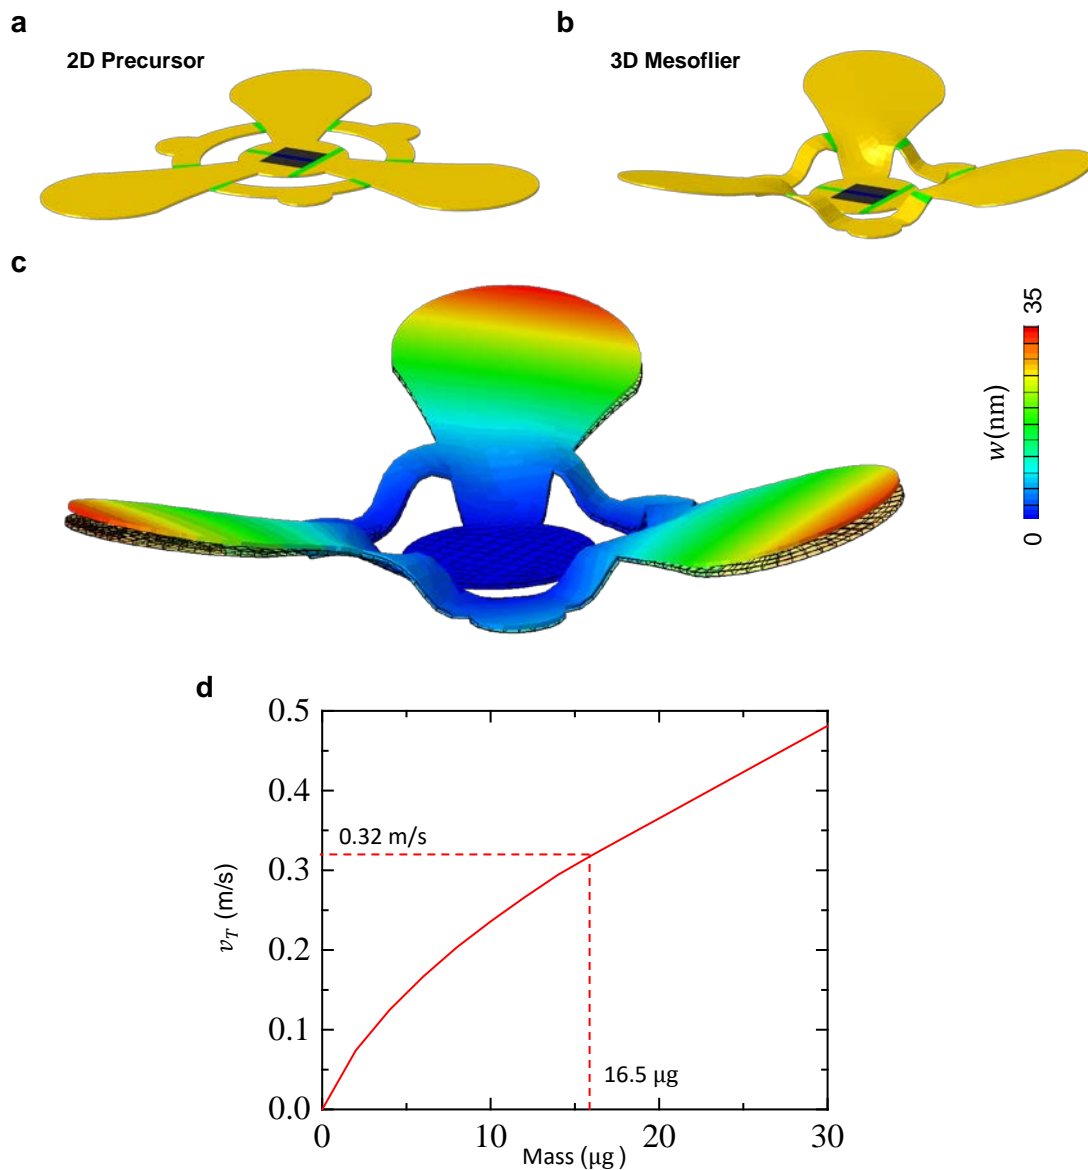 a
2D Precursor
b
3D Mesoflier
c
35
w(nm)
0
d
0.5
0.4
0.3
0.2
0.1
0.0
0.32 m/s
16.5 µg
v_T (m/s)
0
10
20
30
Mass (µg)